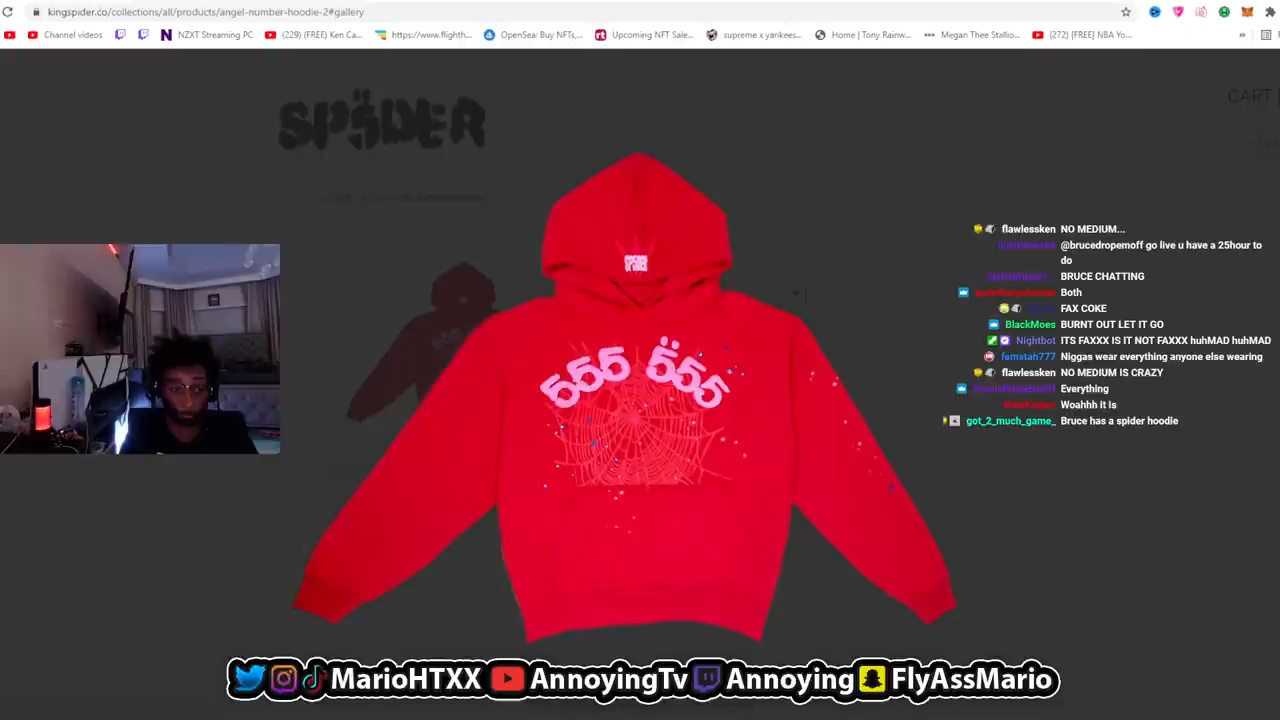 kingspider.co/collections/all/products/angel-number-hoodie-2#gallery
Channel videos NZXT Streaming PC (229) (FREE) Ken Ca... https://www.flighth... OpenSea: Buy NFTs,... Upcoming NFT Sale... supreme x yankees... Home | Tony Rainw... Megan Thee Stallio... (272) [FREE] NBA Yo...
CART
SPÏDER
SPIDER
555 555
flawlessken NO MEDIUM...
@brucedropemoff go live u have a 25hour to
do
BRUCE CHATTING
Both
FAX COKE
BlackMoes BURNT OUT LET IT GO
Nightbot ITS FAXXX IS IT NOT FAXXX huhMAD huhMAD
femstah777 Niggas wear everything anyone else wearing
flawlessken NO MEDIUM IS CRAZY
Everything
Woahhh it is
got_2_much_game_ Bruce has a spider hoodie
MarioHTXX AnnoyingTv Annoying FlyAssMario